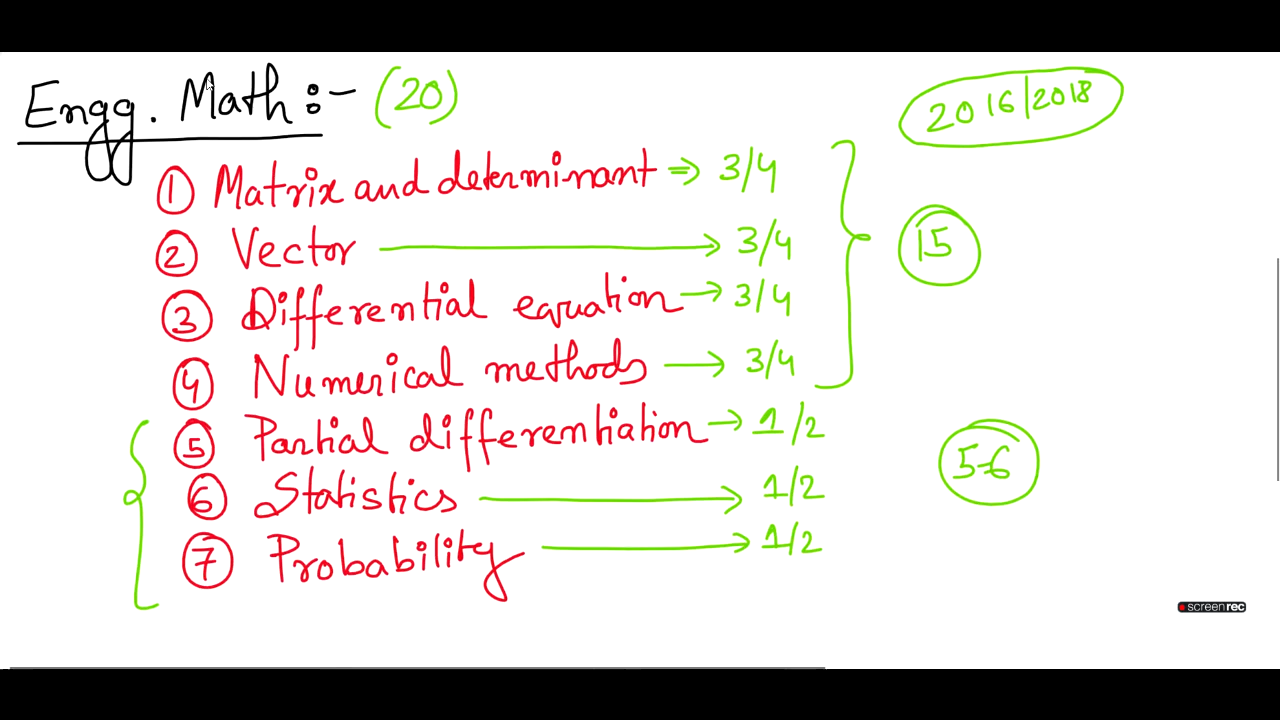 Engg. Math :- (20)
2016/2018
① Matrix and determinant ⇒ 3/4
② Vector → 3/4
15
③ Differential equation → 3/4
④ Numerical methods → 3/4
⑤ Partial differentiation → 1/2
5-6
⑥ Statistics → 1/2
⑦ Probability → 1/2
screenrec